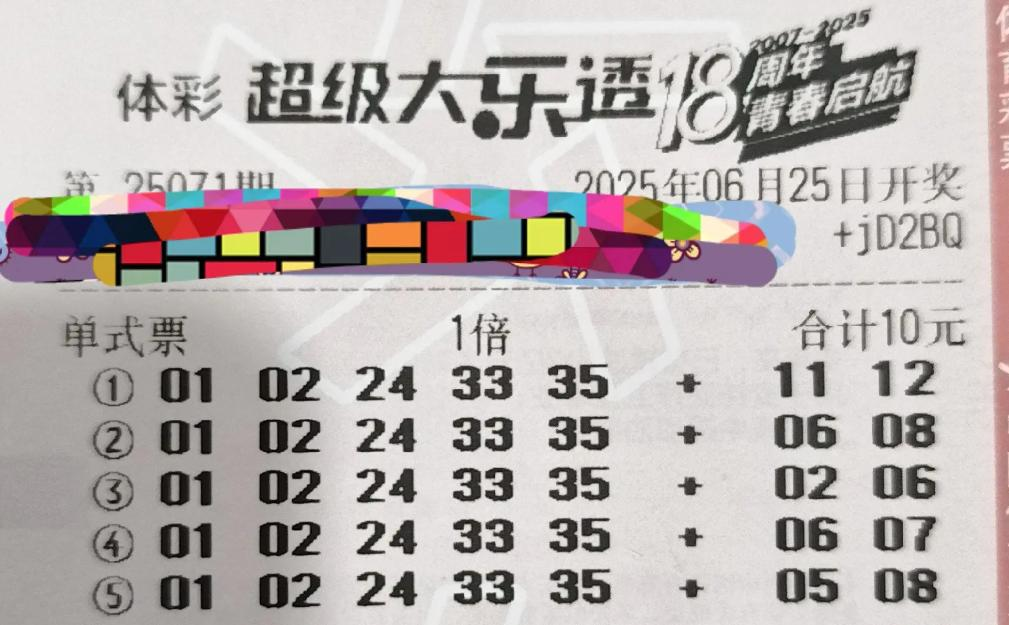 体彩 超级大乐透 18周年 2007-2025 青春启航
第 25071期 2025年06月25日开奖
+jD2BQ
单式票 1倍 合计10元
① 01 02 24 33 35 + 11 12
② 01 02 24 33 35 + 06 08
③ 01 02 24 33 35 + 02 06
④ 01 02 24 33 35 + 06 07
⑤ 01 02 24 33 35 + 05 08